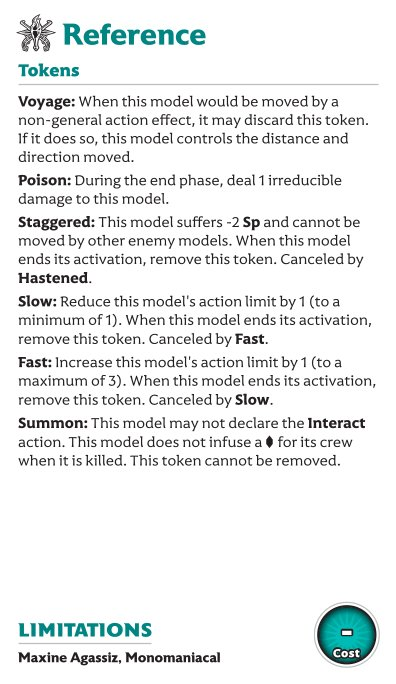 Reference
Tokens
Voyage: When this model would be moved by a
non-general action effect, it may discard this token.
If it does so, this model controls the distance and
direction moved.
Poison: During the end phase, deal 1 irreducible
damage to this model.
Staggered: This model suffers -2 Sp and cannot be
moved by other enemy models. When this model
ends its activation, remove this token. Canceled by
Hastened.
Slow: Reduce this model's action limit by 1 (to a
minimum of 1). When this model ends its activation,
remove this token. Canceled by Fast.
Fast: Increase this model's action limit by 1 (to a
maximum of 3). When this model ends its activation,
remove this token. Canceled by Slow.
Summon: This model may not declare the Interact
action. This model does not infuse a for its crew
when it is killed. This token cannot be removed.
LIMITATIONS
Maxine Agassiz, Monomaniacal
-
Cost